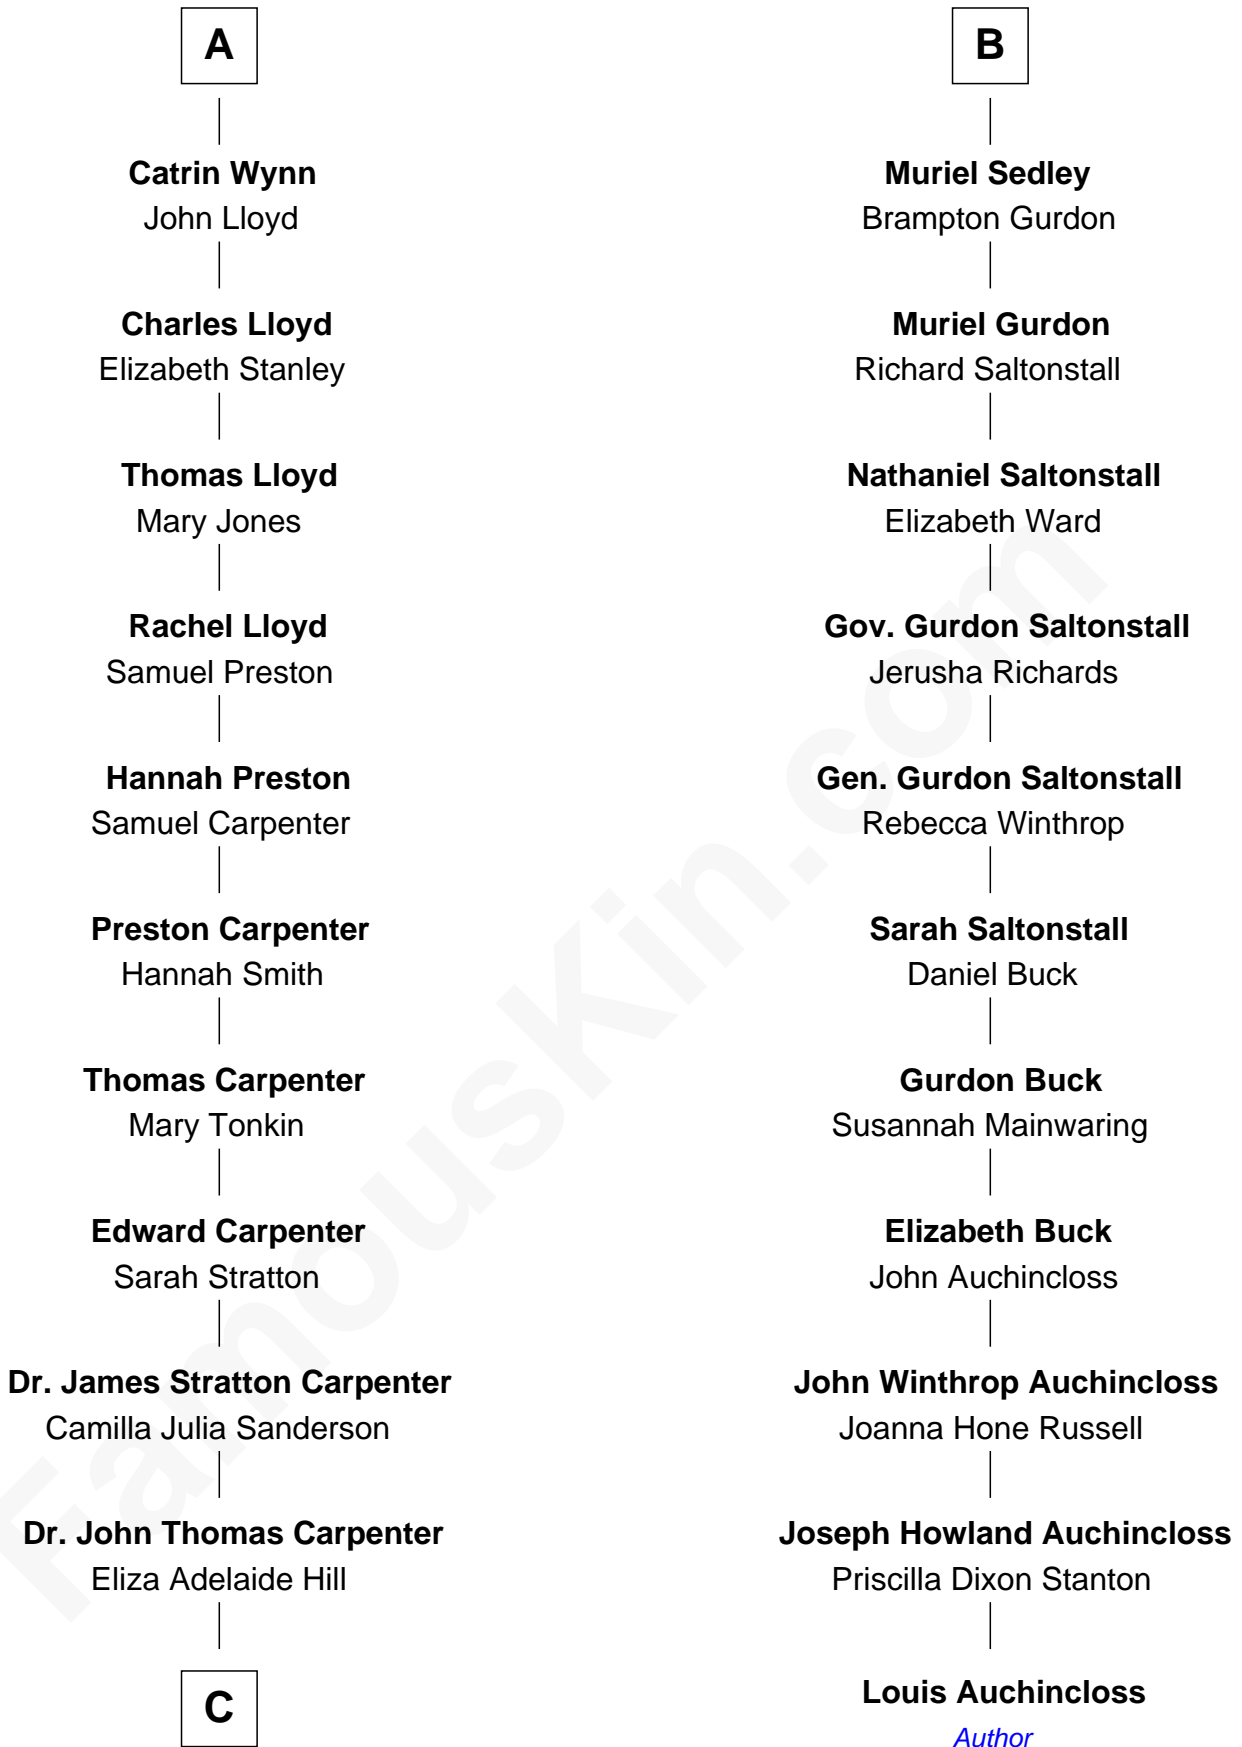 A
Catrin Wynn
John Lloyd
Charles Lloyd
Elizabeth Stanley
Thomas Lloyd
Mary Jones
Rachel Lloyd
Samuel Preston
Hannah Preston
Samuel Carpenter
Preston Carpenter
Hannah Smith
Thomas Carpenter
Mary Tonkin
Edward Carpenter
Sarah Stratton
Dr. James Stratton Carpenter
Camilla Julia Sanderson
Dr. John Thomas Carpenter
Eliza Adelaide Hill
C
B
Muriel Sedley
Brampton Gurdon
Muriel Gurdon
Richard Saltonstall
Nathaniel Saltonstall
Elizabeth Ward
Gov. Gurdon Saltonstall
Jerusha Richards
Gen. Gurdon Saltonstall
Rebecca Winthrop
Sarah Saltonstall
Daniel Buck
Gurdon Buck
Susannah Mainwaring
Elizabeth Buck
John Auchincloss
John Winthrop Auchincloss
Joanna Hone Russell
Joseph Howland Auchincloss
Priscilla Dixon Stanton
Louis Auchincloss
Author
FamousKin.com